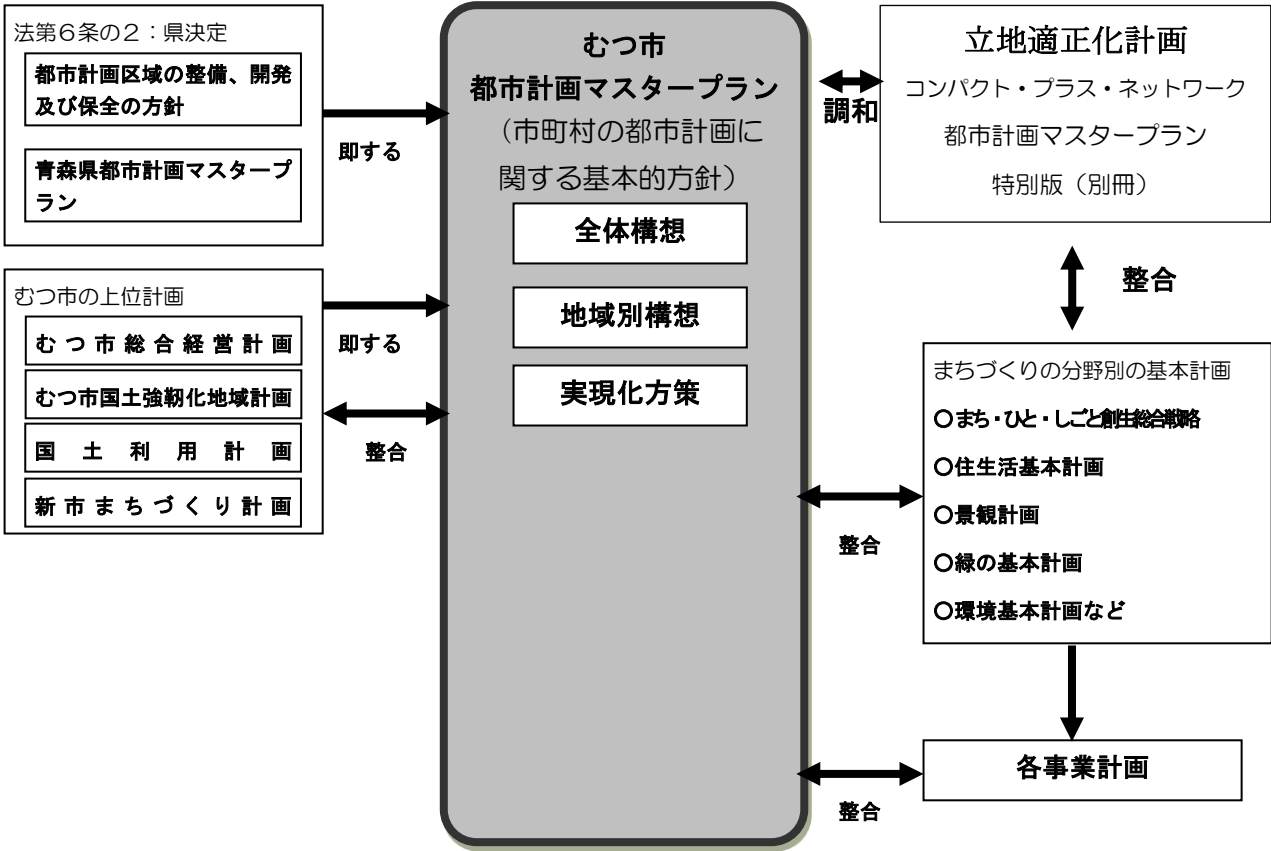 法第6条の2：県決定
都市計画区域の整備、開発
及び保全の方針
青森県都市計画マスタープ
ラン
即する
むつ市の上位計画
むつ市総合経営計画
むつ市国土強靭化地域計画
国土利用計画
新市まちづくり計画
即する
整合
むつ市
都市計画マスタープラン
（市町村の都市計画に
関する基本的方針）
全体構想
地域別構想
実現化方策
調和
立地適正化計画
コンパクト・プラス・ネットワーク
都市計画マスタープラン
特別版（別冊）
整合
まちづくりの分野別の基本計画
○まち・ひと・しごと創生総合戦略
○住生活基本計画
○景観計画
○緑の基本計画
○環境基本計画など
整合
各事業計画
整合